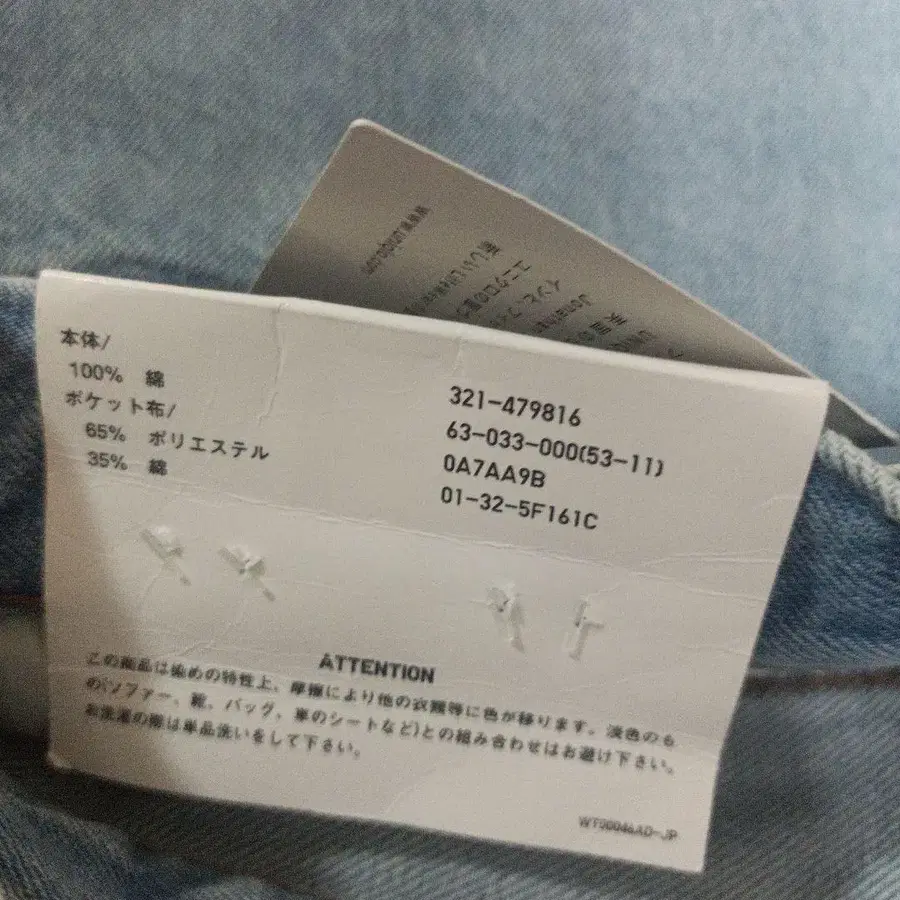 www.uniqlo.com
本体/
100% 綿
ポケット布/
65% ポリエステル
35% 綿
321-479816
63-033-000(53-11)
0A7AA9B
01-32-5F161C
ATTENTION
この商品は染めの特性上、摩擦により他の衣類等に色が移ります。淡色のも
の(ソファー、靴、バッグ、車のシートなど)との組み合わせはお避け下さい。
お洗濯の際は単品洗いをして下さい。
WT00046AD-JP